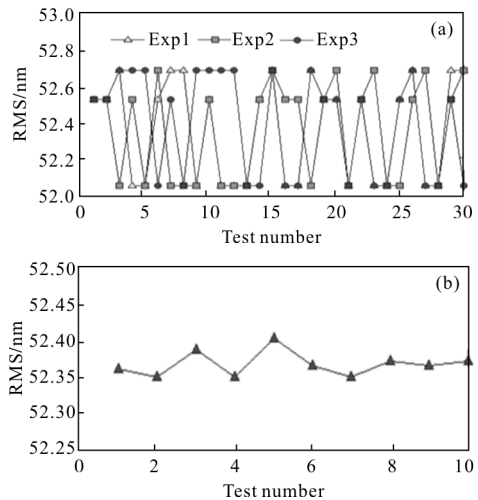 (a)
Exp1 Exp2 Exp3
RMS/nm
53.0
52.8
52.6
52.4
52.2
52.0
0 5 10 15 20 25 30
Test number
(b)
RMS/nm
52.50
52.45
52.40
52.35
52.30
52.25
0 2 4 6 8 10
Test number